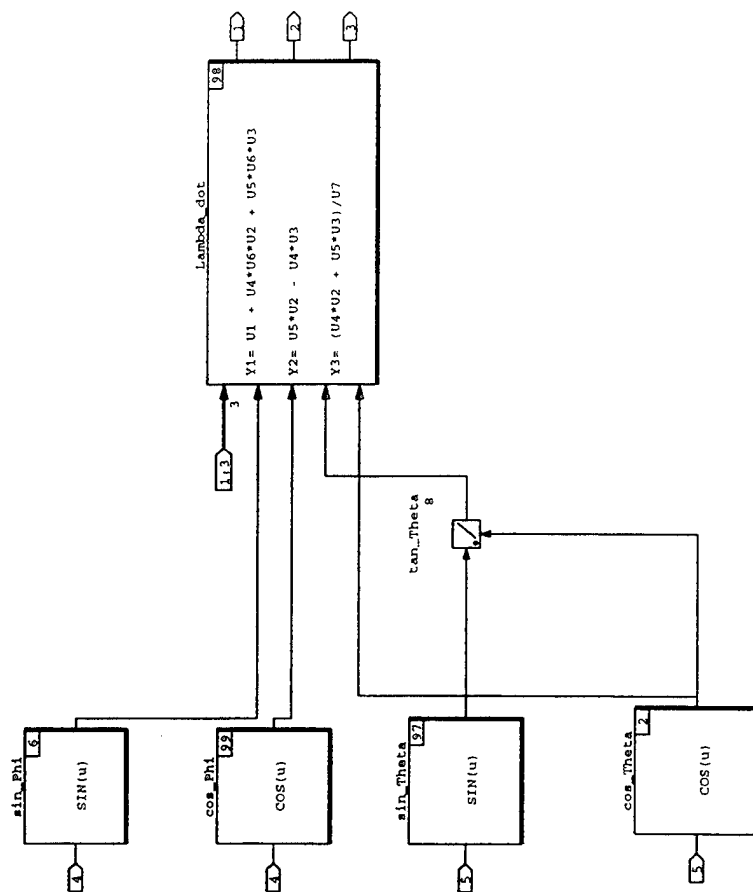 sin_Phi
6
SIN(u)
4
cos_Phi
99
COS(u)
4
sin_Theta
97
SIN(u)
5
cos_Theta
2
COS(u)
5
tan_Theta
8
1:3
3
Lambda_dot
98
Y1= U1 + U4*U6*U2 + U5*U6*U3
Y2= U5*U2 - U4*U3
Y3= (U4*U2 + U5*U3)/U7
1
2
3